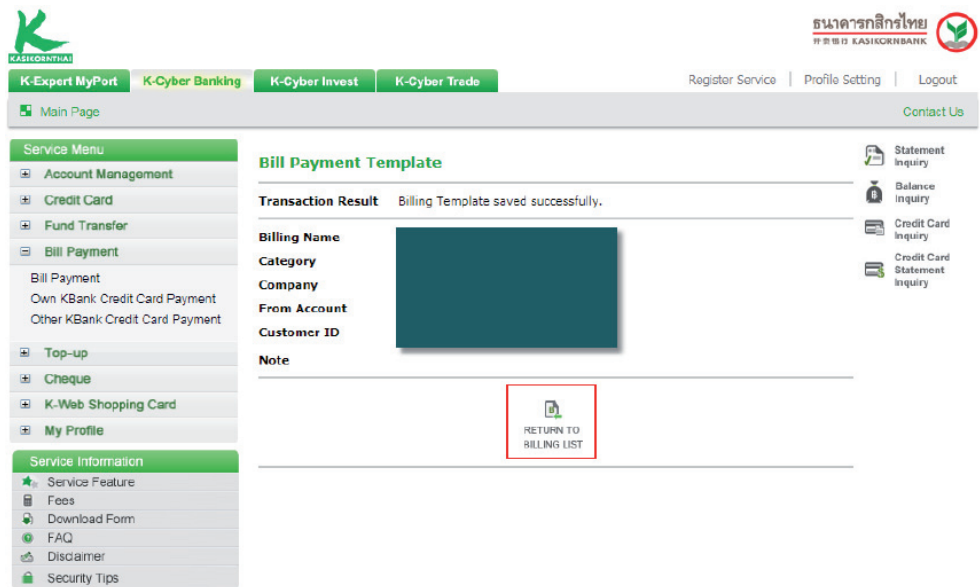 KASIKORNTHAI
ธนาคารกสิกรไทย
开泰银行 KASIKORNBANK
K-Expert MyPort
K-Cyber Banking
K-Cyber Invest
K-Cyber Trade
Register Service | Profile Setting | Logout
Main Page
Contact Us
Service Menu
Account Management
Credit Card
Fund Transfer
Bill Payment
Bill Payment
Own KBank Credit Card Payment
Other KBank Credit Card Payment
Top-up
Cheque
K-Web Shopping Card
My Profile
Service Information
Service Feature
Fees
Download Form
FAQ
Disclaimer
Security Tips
Bill Payment Template
Transaction Result Billing Template saved successfully.
Billing Name
Category
Company
From Account
Customer ID
Note
RETURN TO
BILLING LIST
Statement
Inquiry
Balance
Inquiry
Credit Card
Inquiry
Credit Card
Statement
Inquiry